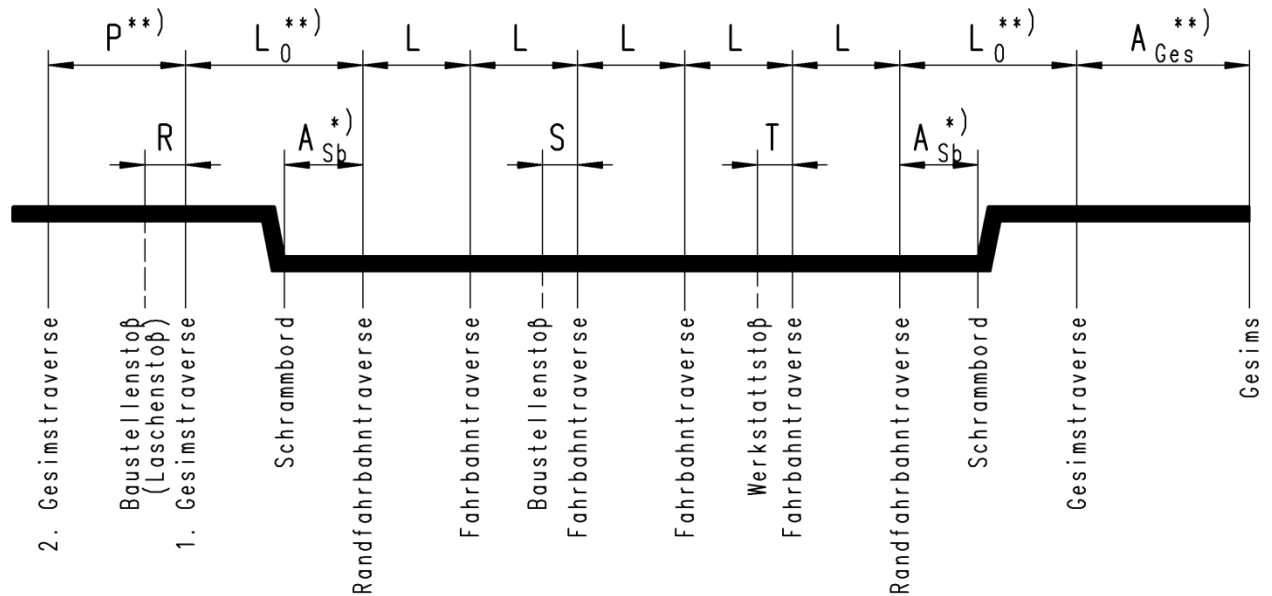 P**)
L0**)
L
L
L
L
L
L0**)
AGes**)
R
ASb*)
S
T
ASb*)
2. Gesimstraverse
Baustellenstoß
(Laschenstoß)
1. Gesimstraverse
Schrammbord
Randfahrbahntraverse
Fahrbahntraverse
Baustellenstoß
Fahrbahntraverse
Fahrbahntraverse
Werkstattstoß
Fahrbahntraverse
Randfahrbahntraverse
Schrammbord
Gesimstraverse
Gesims